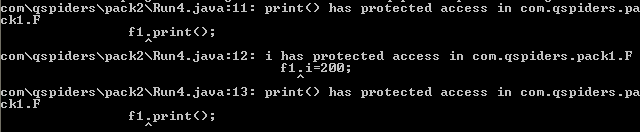 com\qspiders\pack2\Run4.java:11: print() has protected access in com.qspiders.pa
ck1.F
f1.print();
^
com\qspiders\pack2\Run4.java:12: i has protected access in com.qspiders.pack1.F
f1.i=200;
^
com\qspiders\pack2\Run4.java:13: print() has protected access in com.qspiders.pa
ck1.F
f1.print();
^